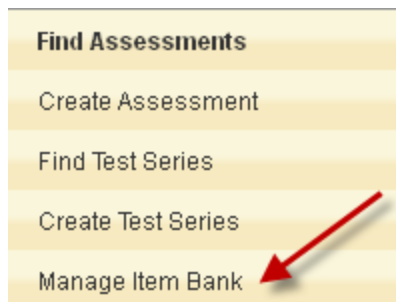 Find Assessments
Create Assessment
Find Test Series
Create Test Series
Manage Item Bank